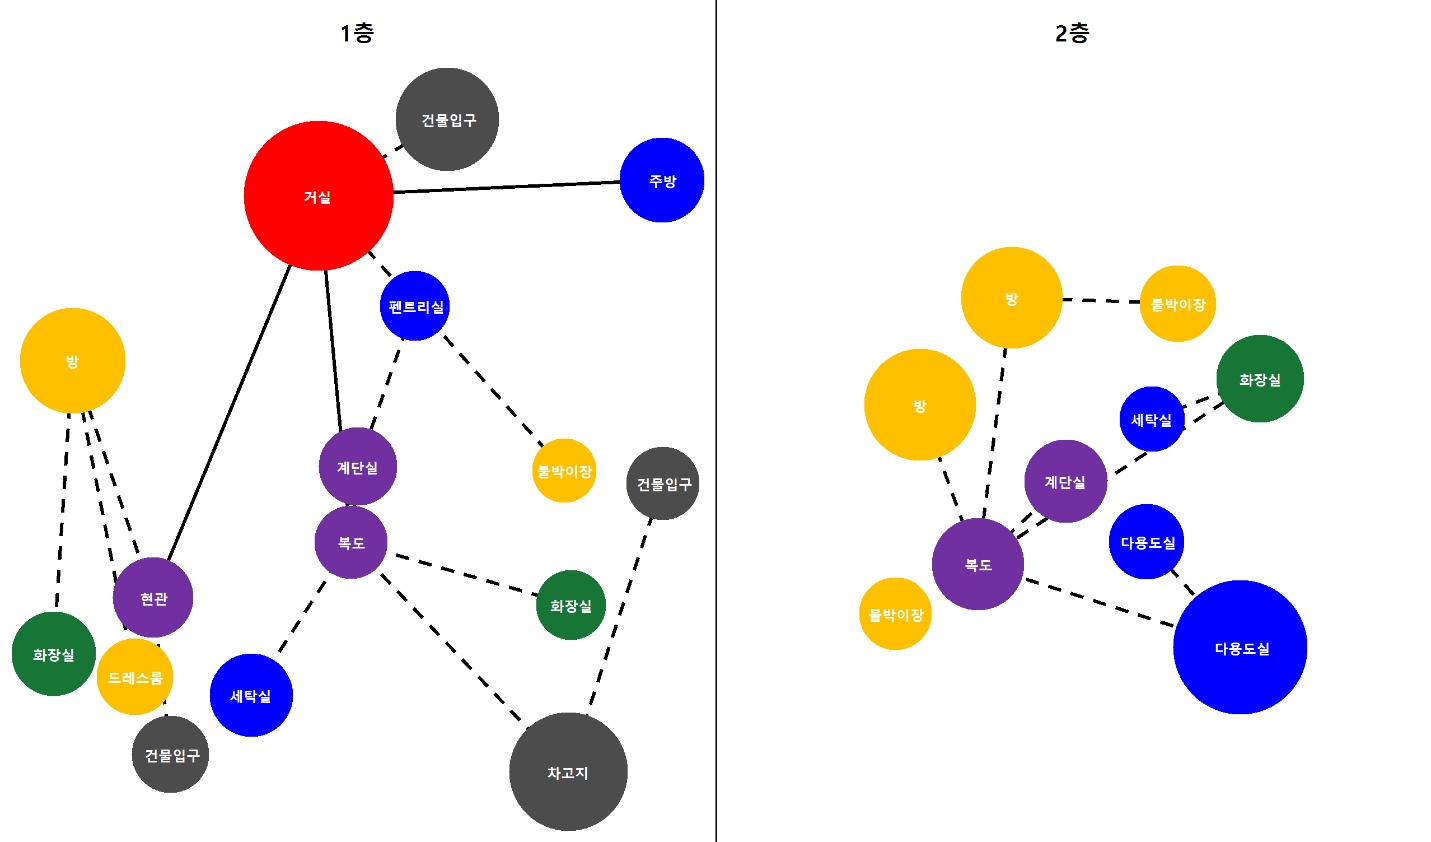 1층
건물입구
거실
주방
펜트리실
방
계단실
붙박이장
건물입구
복도
현관
화장실
화장실
드레스룸
세탁실
건물입구
차고지
2층
방
붙박이장
화장실
방
세탁실
계단실
다용도실
복도
붙박이장
다용도실